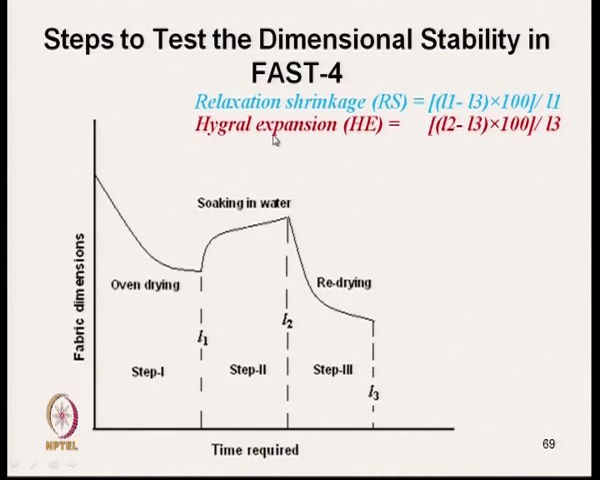 Steps to Test the Dimensional Stability in
FAST-4
Relaxation shrinkage (RS) = [(l1- l3)×100]/ l1
Hygral expansion (HE) = [(l2- l3)×100]/ l3
Soaking in water
Oven drying
Re-drying
Fabric dimensions
l1
l2
l3
Step-I
Step-II
Step-III
Time required
NPTEL
69